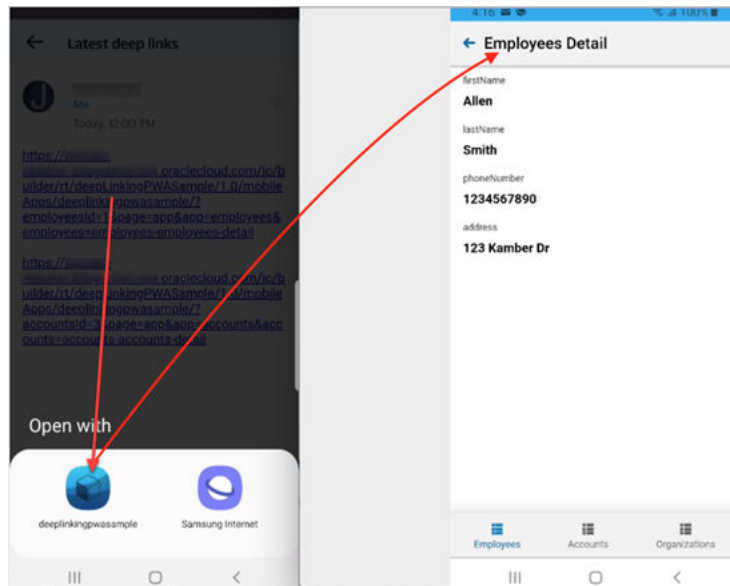 Latest deep links
Me
Today, 12:00 PM
https://
.oraclecloud.com/ic/b
uilder/rt/deepLinkingPWASample/1.0/mobile
Apps/deeplinkingpwasample/?
employeesId=1&page=app&app=employees&
employees=employees-employees-detail
https://
.oraclecloud.com/ic/b
uilder/rt/deepLinkingPWASample/1.0/mobile
Apps/deeplinkingpwasample/?
accountsId=3&page=app&app=accounts&acc
ounts=accounts-accounts-detail
Open with
deeplinkingpwasample
Samsung Internet
4:16
100%
Employees Detail
firstName
Allen
lastName
Smith
phoneNumber
1234567890
address
123 Kamber Dr
Employees
Accounts
Organizations